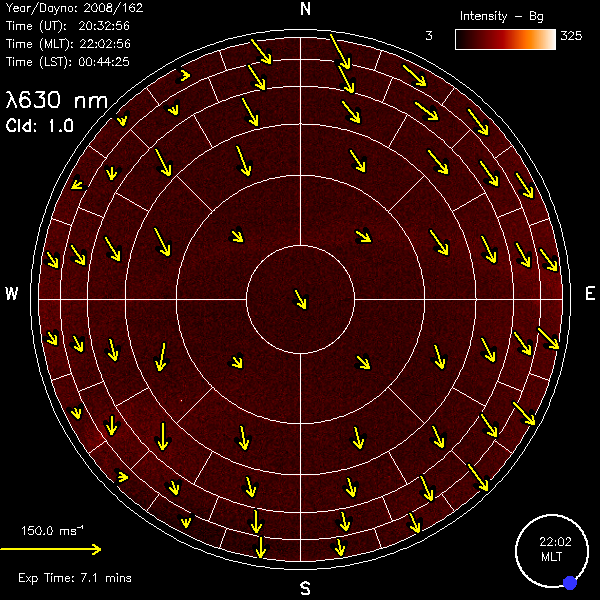 Year/Dayno: 2008/162
Time (UT): 20:32:56
Time (MLT): 22:02:56
Time (LST): 00:44:25
λ630 nm
Cld: 1.0
N
Intensity – Bg
3
325
W
E
150.0 ms⁻¹
Exp Time: 7.1 mins
S
22:02
MLT